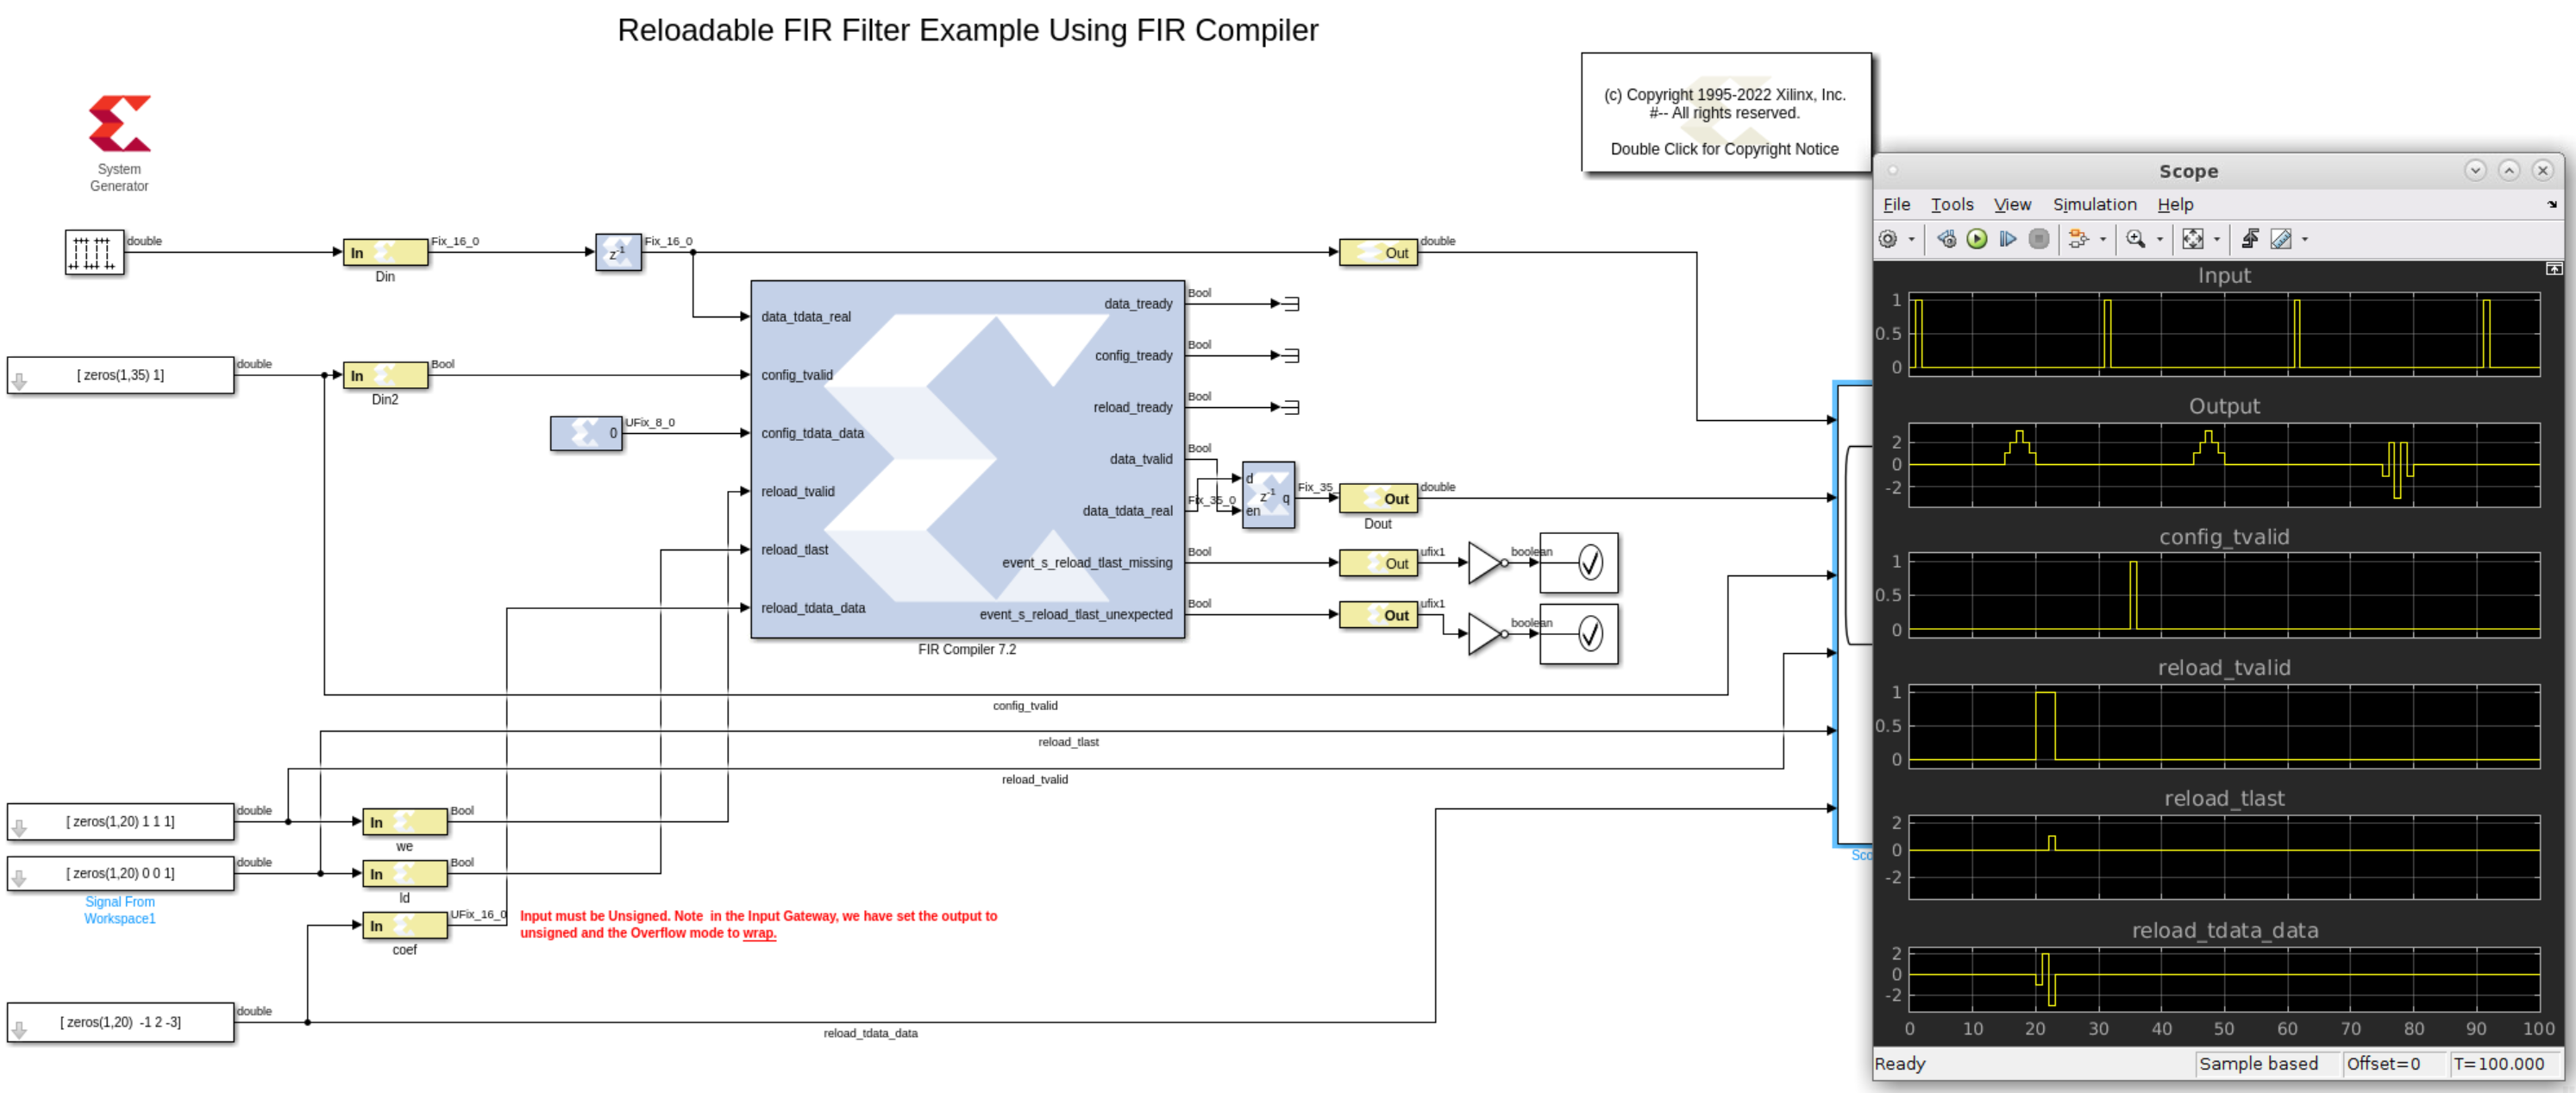 Reloadable FIR Filter Example Using FIR Compiler
(c) Copyright 1995-2022 Xilinx, Inc.
#-- All rights reserved.
Double Click for Copyright Notice
System
Generator
double
In
Din
Fix_16_0
z-1
Fix_16_0
Out
double
[ zeros(1,35) 1]
double
In
Din2
Bool
0
UFix_8_0
data_tdata_real
config_tvalid
config_tdata_data
reload_tvalid
reload_tlast
reload_tdata_data
data_tready
config_tready
reload_tready
data_tvalid
data_tdata_real
event_s_reload_tlast_missing
event_s_reload_tlast_unexpected
FIR Compiler 7.2
Bool
Bool
Bool
Bool
Fix_35_0
Bool
Bool
d
z-1 q
en
Fix_35_
Out
Dout
double
Out
ufix1
boolean
Out
ufix1
boolean
config_tvalid
reload_tlast
reload_tvalid
[ zeros(1,20) 1 1 1]
double
In
we
Bool
[ zeros(1,20) 0 0 1]
double
Signal From
Workspace1
In
ld
Bool
In
coef
UFix_16_0
Input must be Unsigned. Note in the Input Gateway, we have set the output to
unsigned and the Overflow mode to wrap.
[ zeros(1,20) -1 2 -3]
double
reload_tdata_data
Sco
Scope
File Tools View Simulation Help
Input
1
0.5
0
Output
2
0
-2
config_tvalid
1
0.5
0
reload_tvalid
1
0.5
0
reload_tlast
2
0
-2
reload_tdata_data
2
0
-2
0 10 20 30 40 50 60 70 80 90 100
Ready Sample based Offset=0 T=100.000